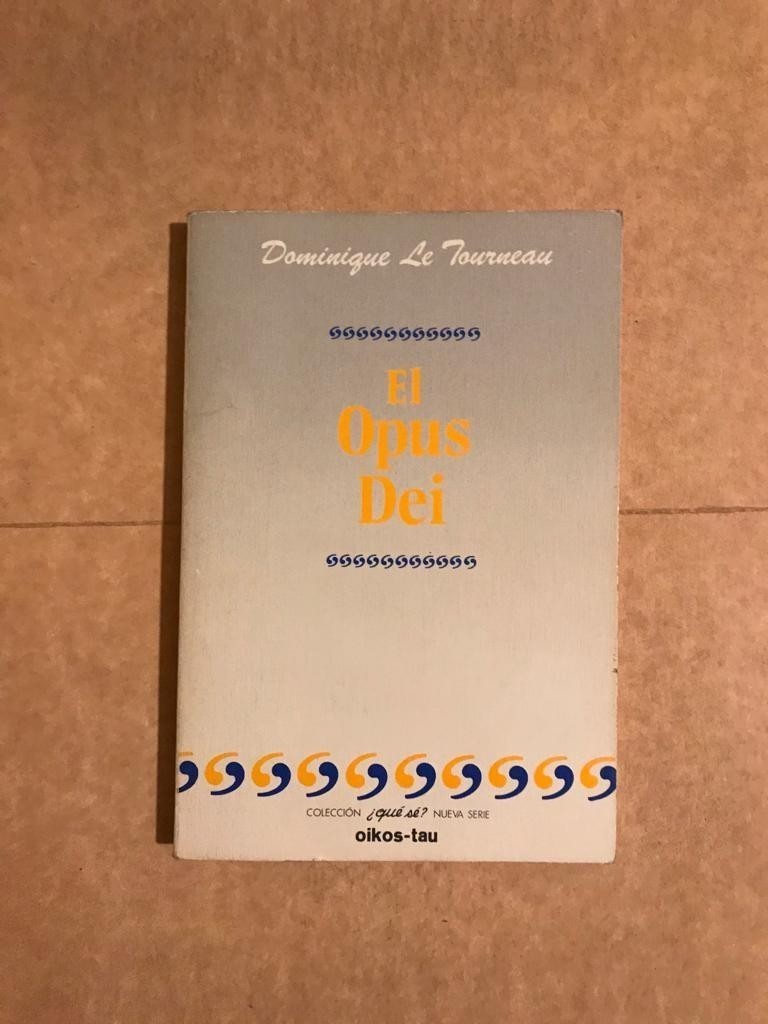 Dominique Le Tourneau
El
Opus
Dei
COLECCIÓN ¿qué sé? NUEVA SERIE
oikos-tau